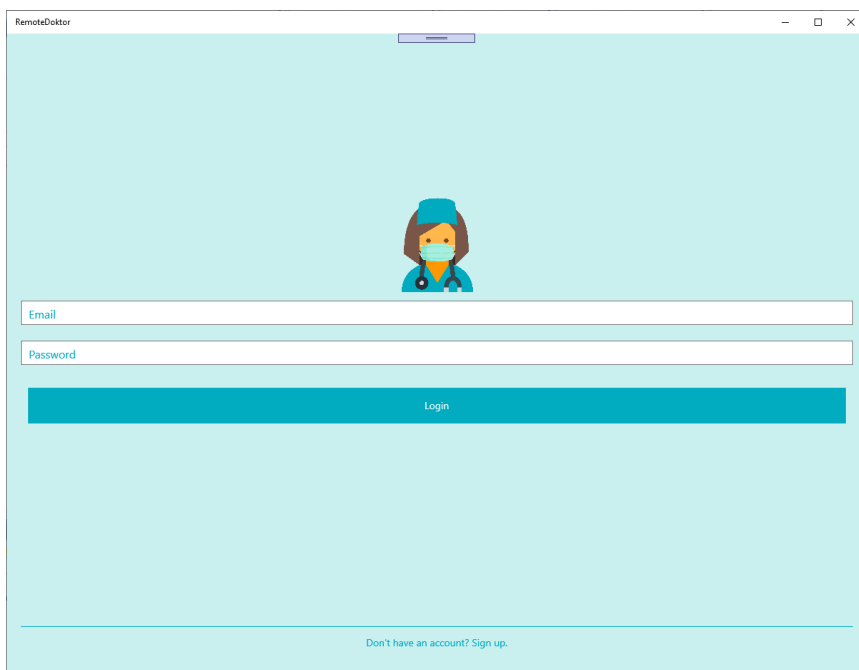 RemoteDoktor
Email
Password
Login
Don't have an account? Sign up.